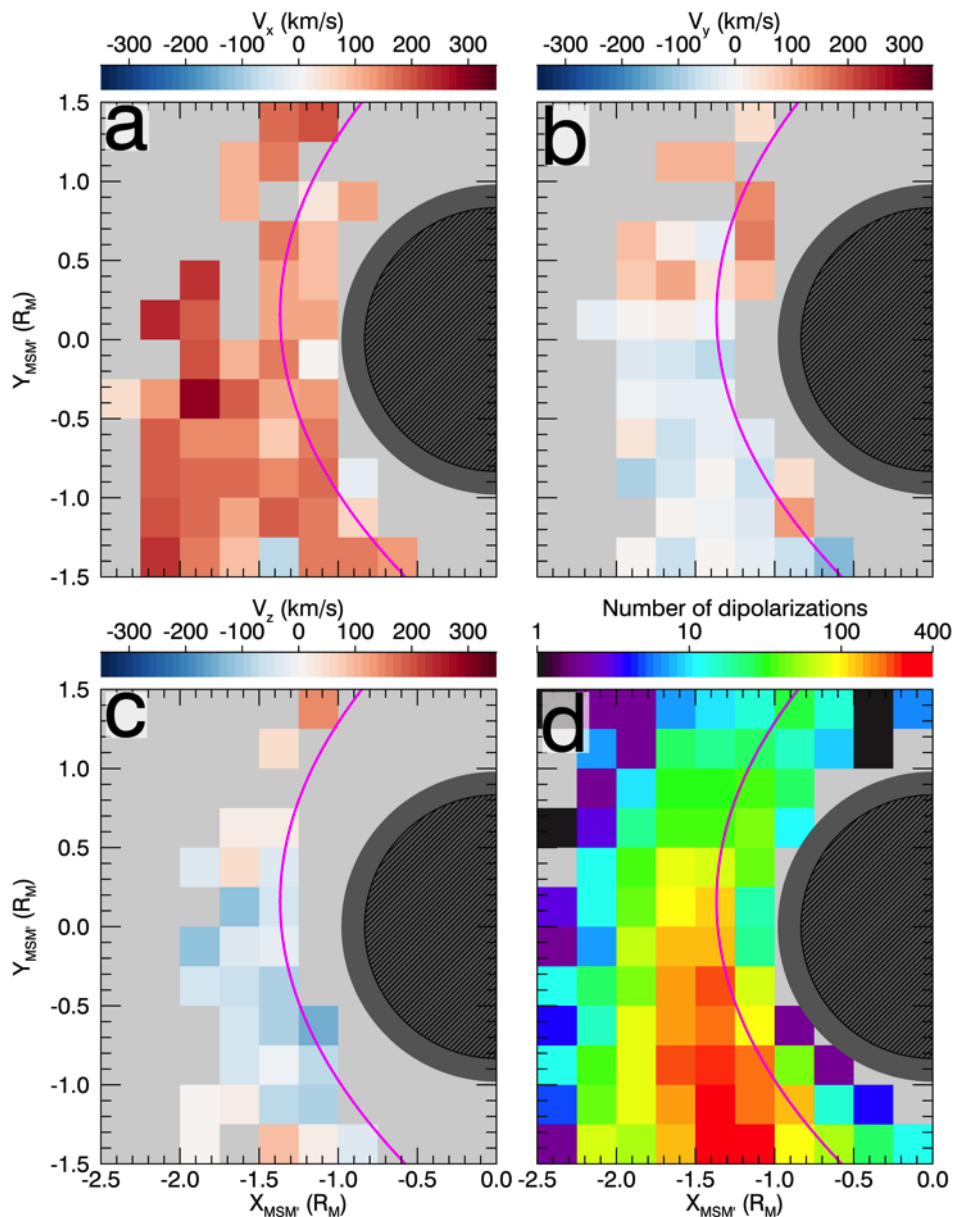 Vx (km/s)
-300 -200 -100 0 100 200 300
Vy (km/s)
-300 -200 -100 0 100 200 300
a
b
1.5
1.0
0.5
0.0
-0.5
-1.0
-1.5
YMSM' (RM)
Vz (km/s)
-300 -200 -100 0 100 200 300
Number of dipolarizations
1 10 100 400
c
d
1.5
1.0
0.5
0.0
-0.5
-1.0
-1.5
YMSM' (RM)
-2.5 -2.0 -1.5 -1.0 -0.5 0.0
XMSM' (RM)
-2.5 -2.0 -1.5 -1.0 -0.5 0.0
XMSM' (RM)